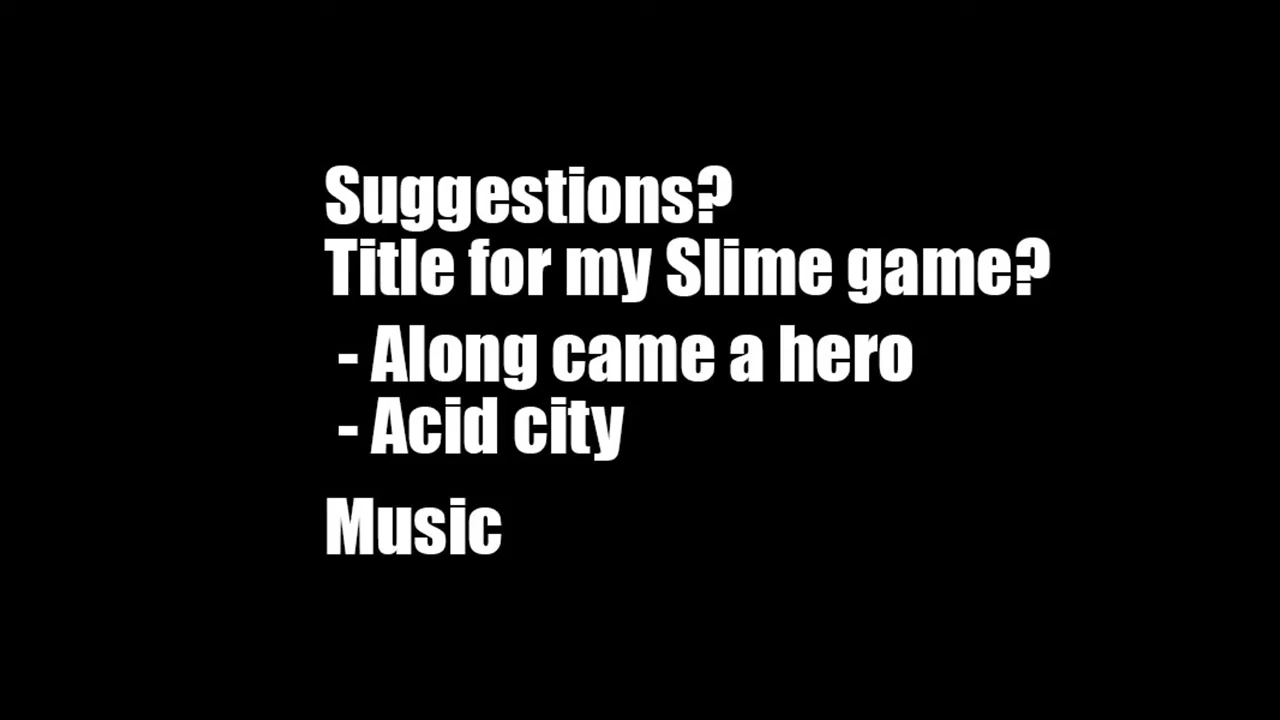 Suggestions?
Title for my Slime game?
- Along came a hero
- Acid city
Music